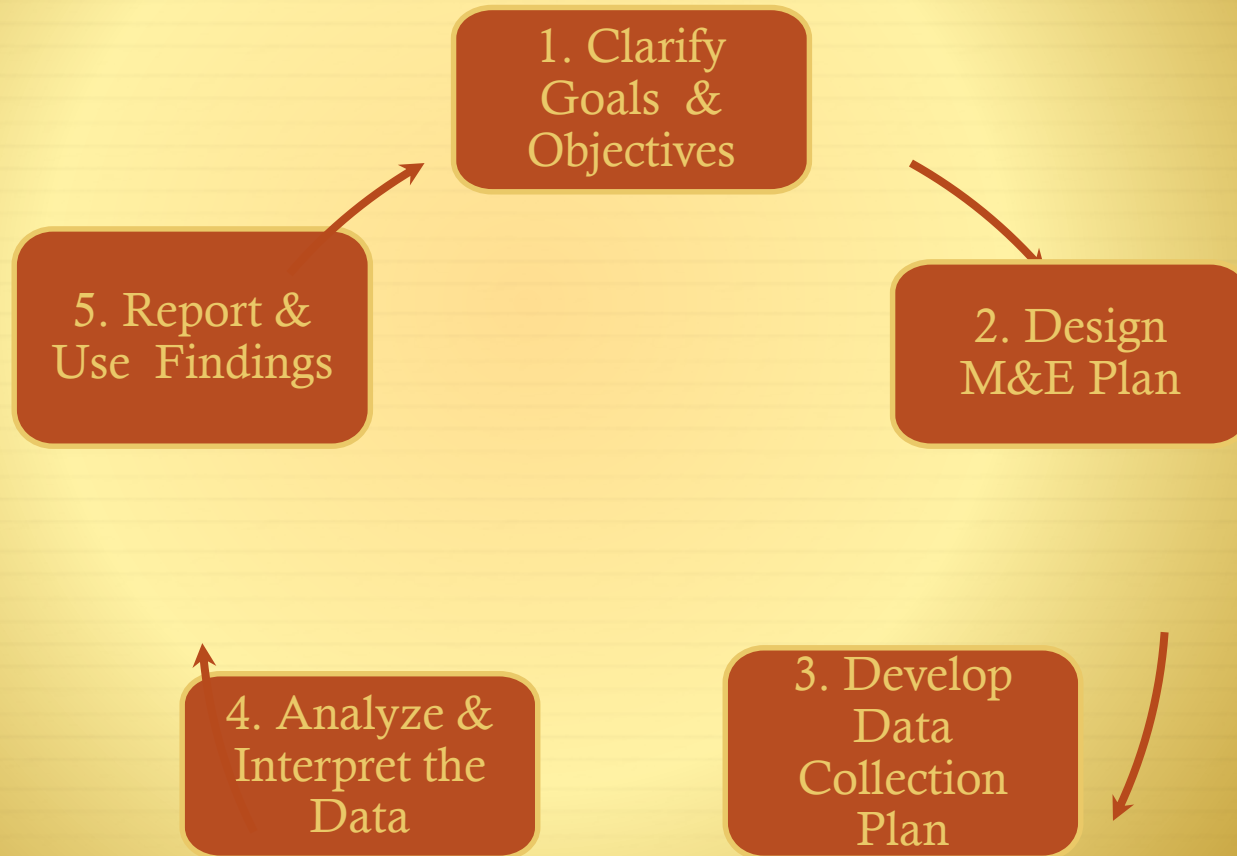 1. Clarify
Goals &
Objectives
2. Design
M&E Plan
3. Develop
Data
Collection
Plan
4. Analyze &
Interpret the
Data
5. Report &
Use Findings